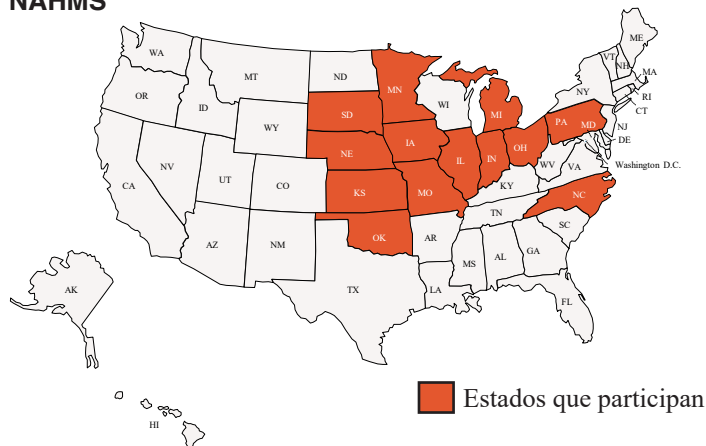 NAHMS
ME
WA
VT
NH
MT
ND
MA
MN
OR
NY
RI
ID
WI
CT
SD
MI
WY
PA
MD
NJ
IA
DE
NE
OH
IL
IN
NV
WV
VA
Washington D.C.
UT
CO
CA
KS
MO
KY
NC
TN
OK
AR
SC
AZ
NM
MS
AL
GA
TX
LA
AK
FL
Estados que participan
HI